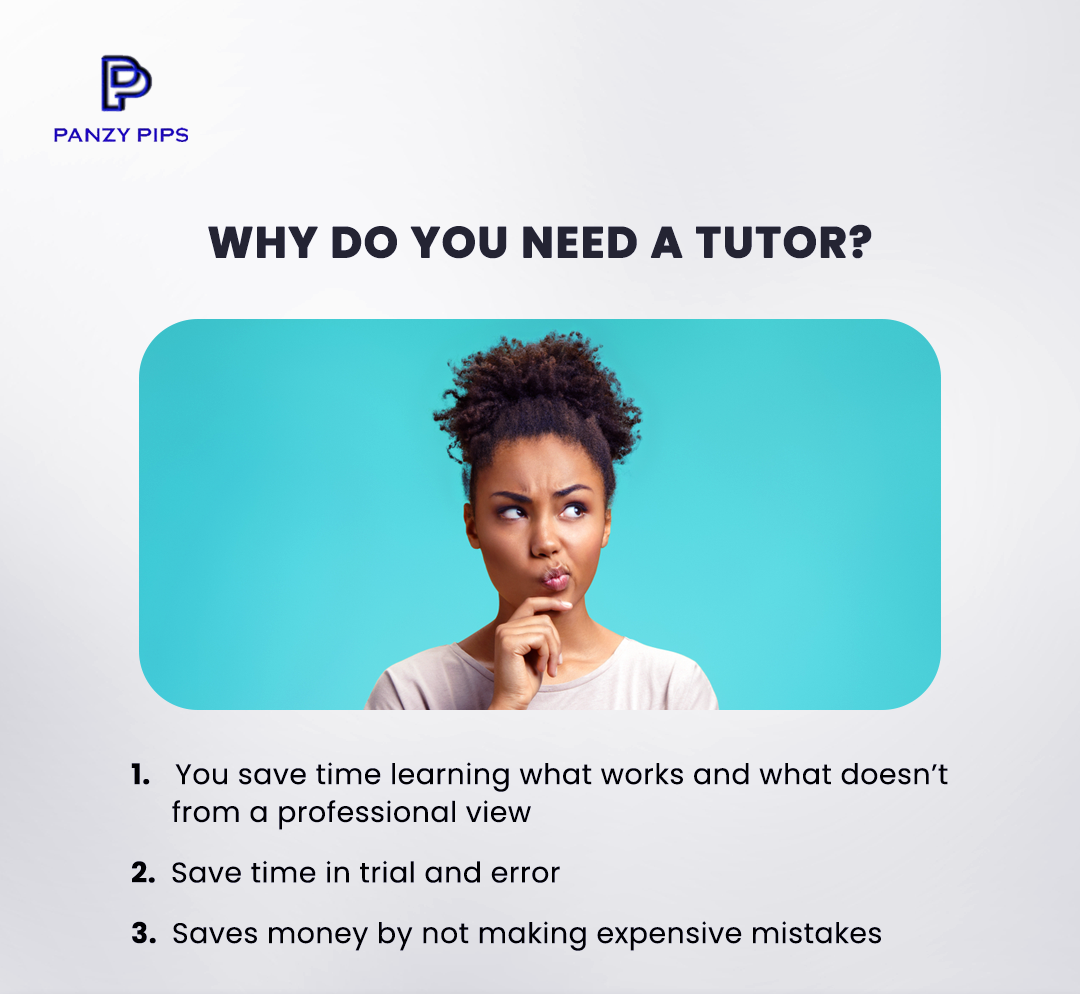 PANZY PIPS
WHY DO YOU NEED A TUTOR?
1. You save time learning what works and what doesn’t
from a professional view
2. Save time in trial and error
3. Saves money by not making expensive mistakes